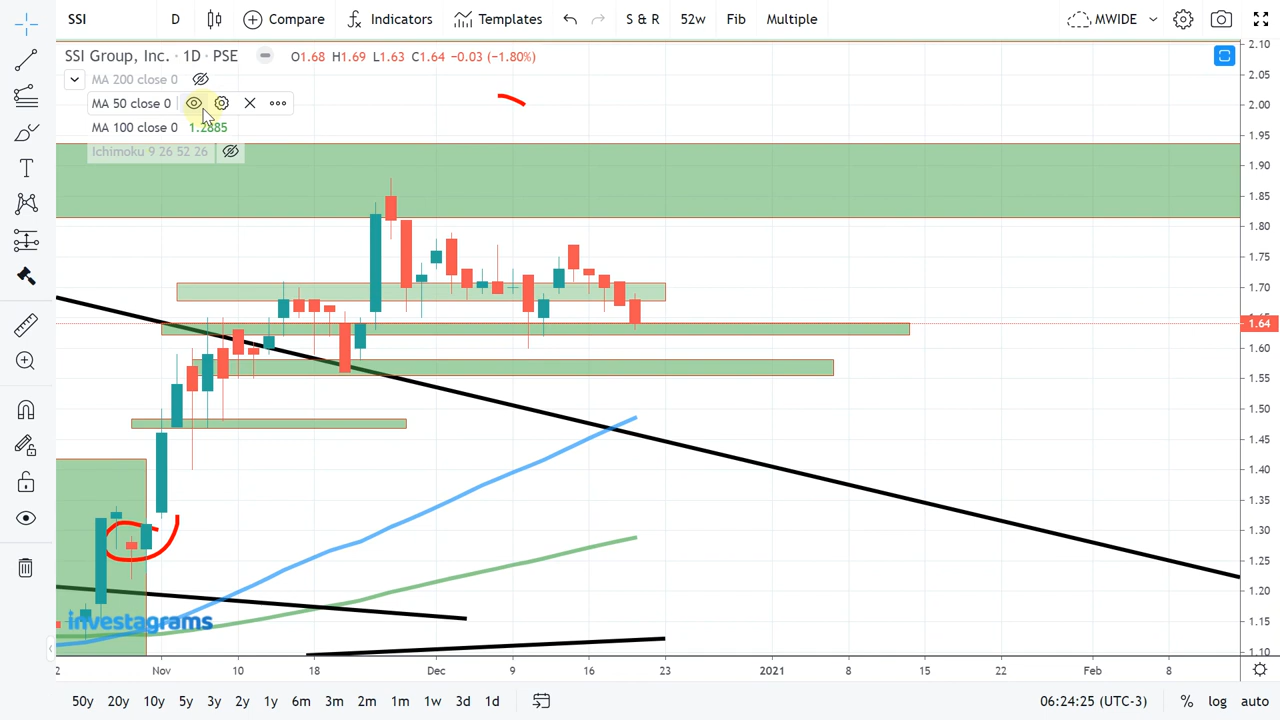 SSI D Compare Indicators Templates S & R 52w Fib Multiple MWIDE
SSI Group, Inc. · 1D · PSE O1.68 H1.69 L1.63 C1.64 −0.03 (−1.80%)
MA 200 close 0
MA 50 close 0
MA 100 close 0 1.2885
Ichimoku 9 26 52 26
2.10
2.05
2.00
1.95
1.90
1.85
1.80
1.75
1.70
1.64
1.60
1.55
1.50
1.45
1.40
1.35
1.30
1.25
1.20
1.15
1.10
investagrams
2 Nov 10 18 Dec 9 16 23 2021 8 15 22 Feb 8
50y 20y 10y 5y 3y 2y 1y 6m 3m 2m 1m 1w 3d 1d 06:24:25 (UTC-3) % log auto